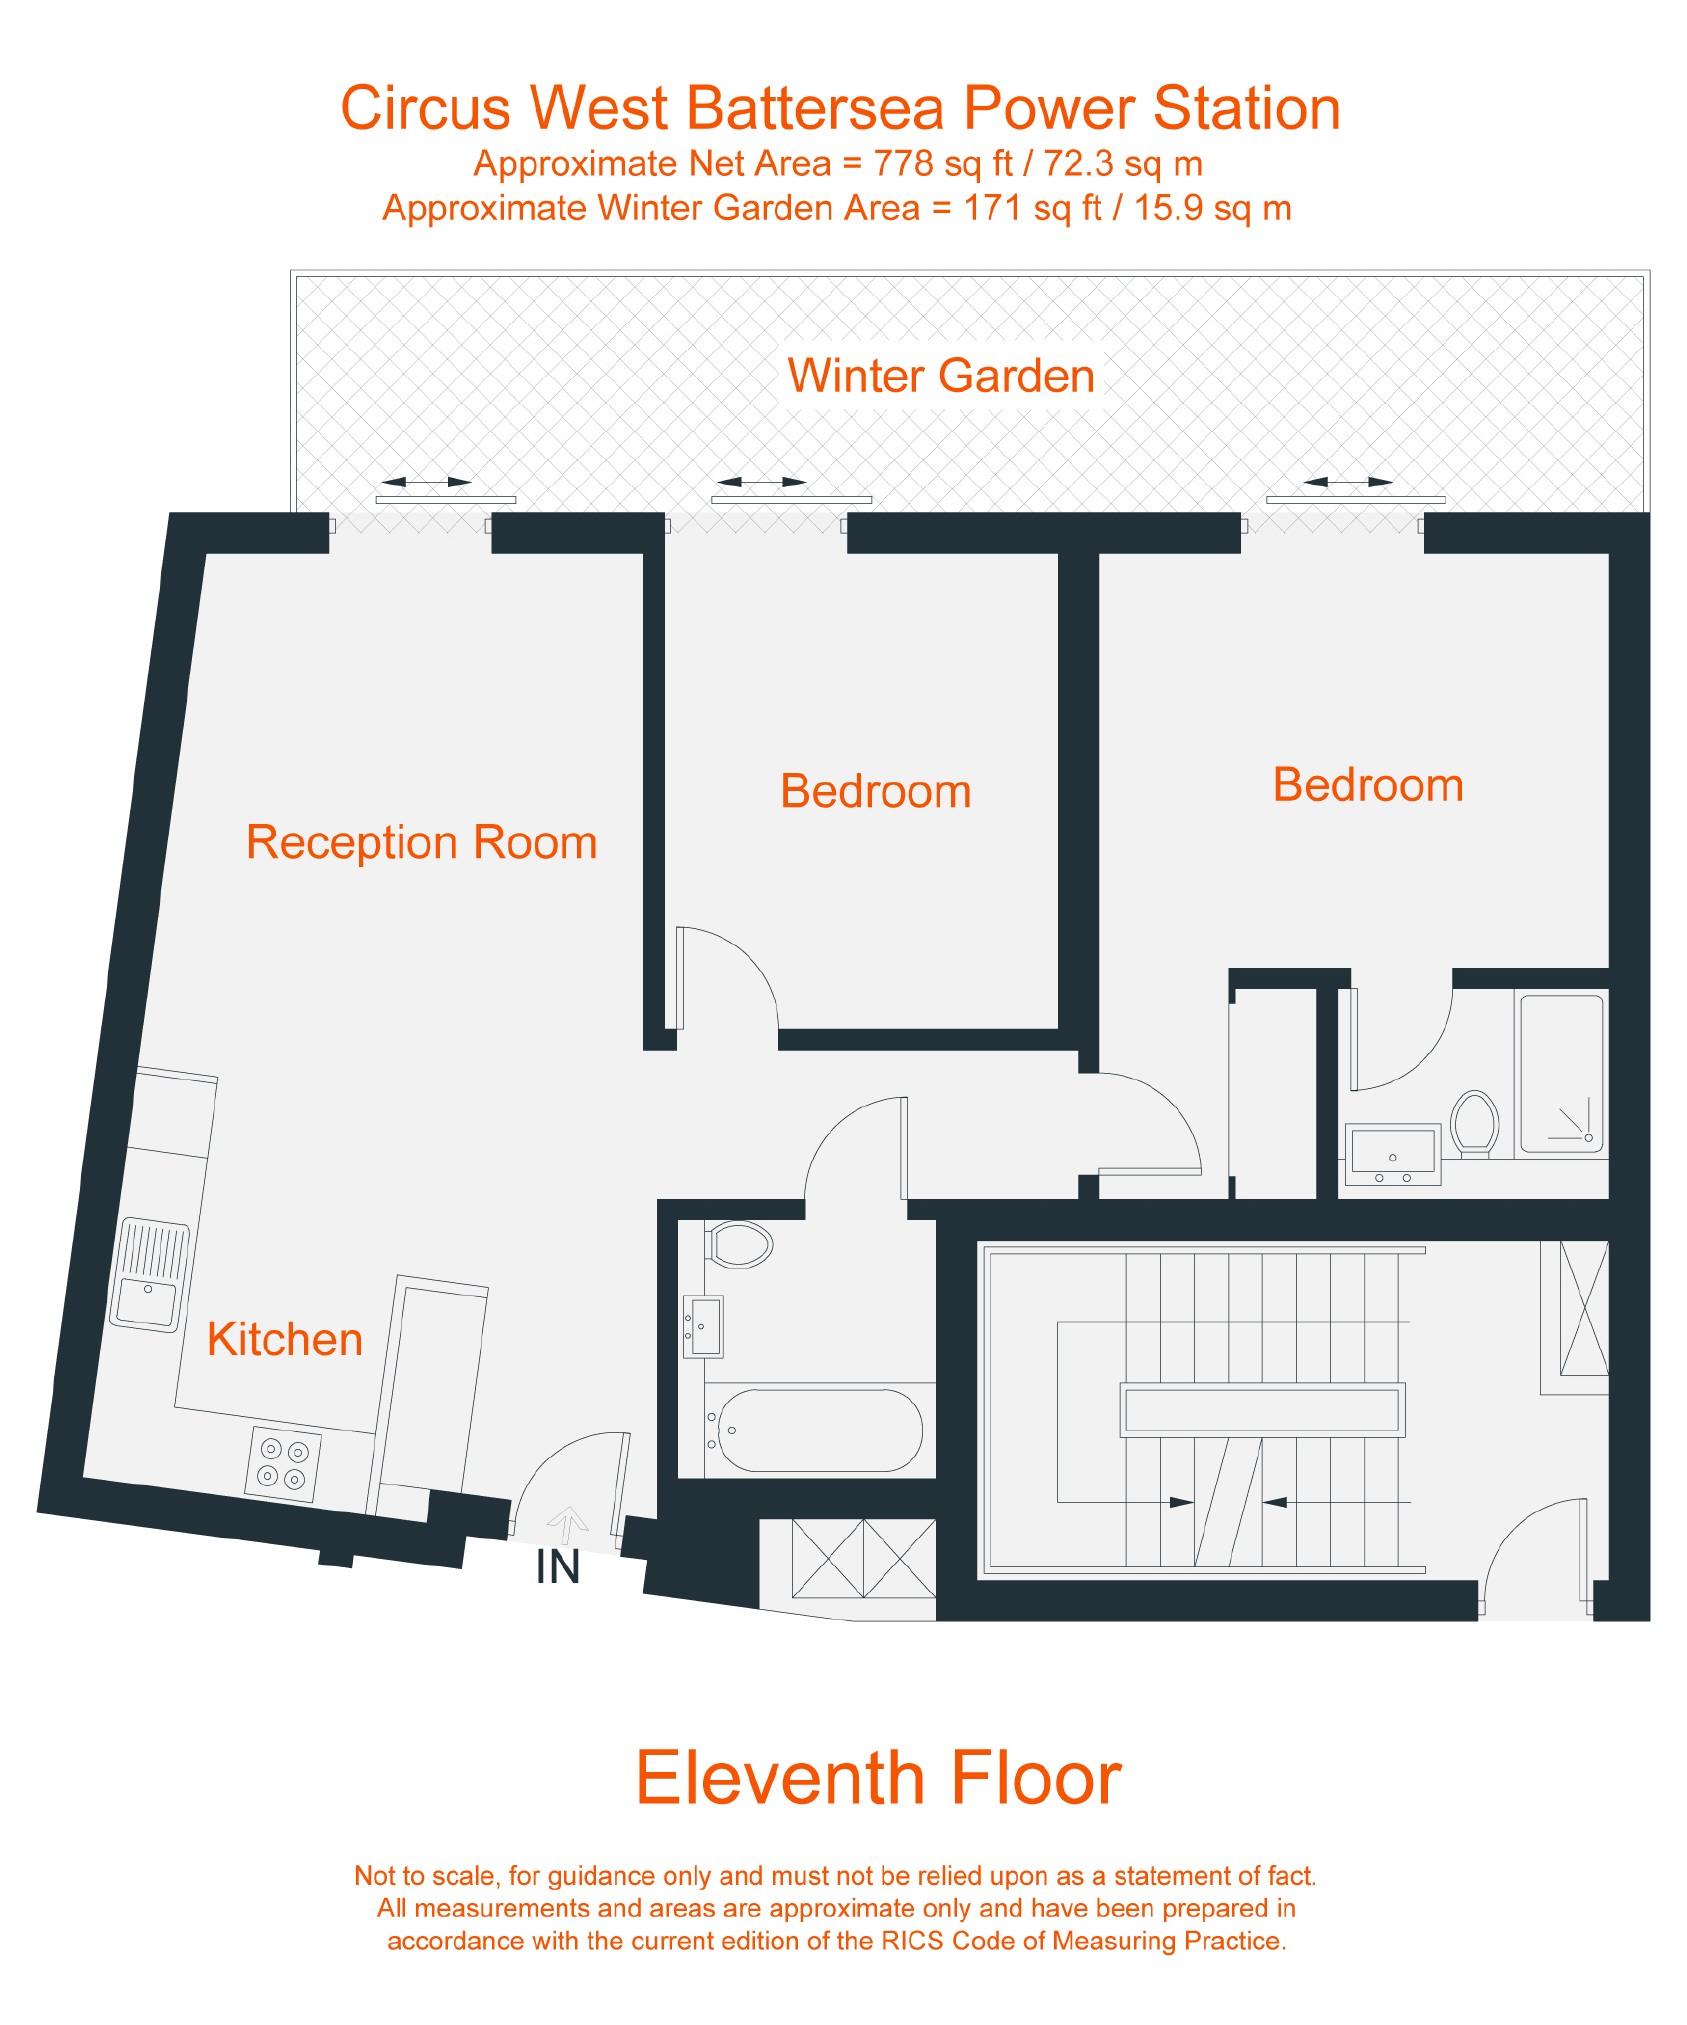 Circus West Battersea Power Station
Approximate Net Area = 778 sq ft / 72.3 sq m
Approximate Winter Garden Area = 171 sq ft / 15.9 sq m
Winter Garden
Bedroom
Bedroom
Reception Room
Kitchen
IN
Eleventh Floor
Not to scale, for guidance only and must not be relied upon as a statement of fact.
All measurements and areas are approximate only and have been prepared in
accordance with the current edition of the RICS Code of Measuring Practice.